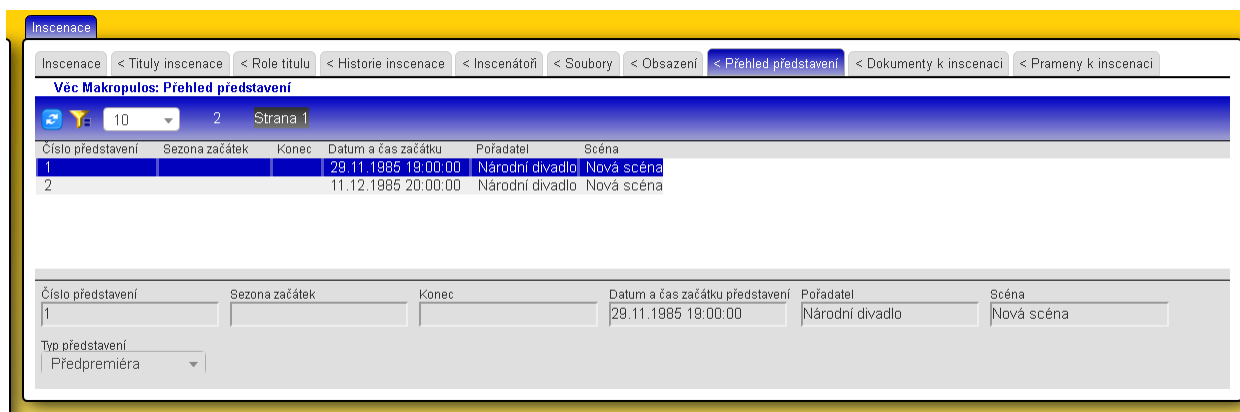 Inscenace
Inscenace < Tituly inscenace < Role titulu < Historie inscenace < Inscenátoři < Soubory < Obsazení < Přehled představení < Dokumenty k inscenaci < Prameny k inscenaci
Věc Makropulos: Přehled představení
10 2 Strana 1
Číslo představení Sezona začátek Konec Datum a čas začátku Pořadatel Scéna
1 29.11.1985 19:00:00 Národní divadlo Nová scéna
2 11.12.1985 20:00:00 Národní divadlo Nová scéna
Číslo představení Sezona začátek Konec Datum a čas začátku představení Pořadatel Scéna
1 29.11.1985 19:00:00 Národní divadlo Nová scéna
Typ představení
Předpremiéra